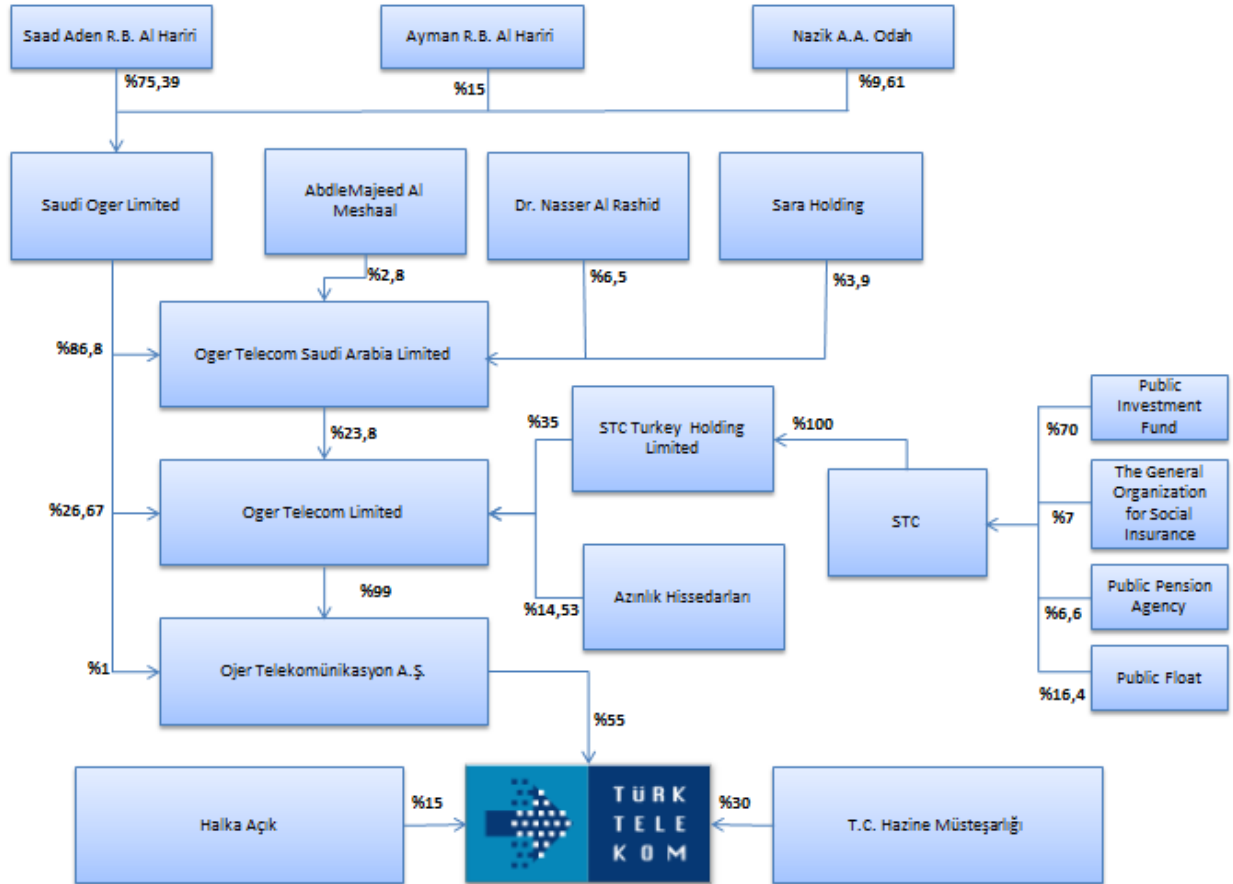 Saad Aden R.B. Al Hariri
Ayman R.B. Al Hariri
Nazik A.A. Odah
%75,39
%15
%9,61
Saudi Oger Limited
AbdleMajeed Al
Meshaal
Dr. Nasser Al Rashid
Sara Holding
%2,8
%6,5
%3,9
%86,8
Oger Telecom Saudi Arabia Limited
%23,8
%35
STC Turkey Holding
Limited
%100
Public
Investment
Fund
%70
The General
Organization
for Social
Insurance
%26,67
Oger Telecom Limited
STC
%7
%99
%14,53
Azınlık Hissedarları
Public Pension
Agency
%6,6
%1
Ojer Telekomünikasyon A.Ş.
Public Float
%16,4
%55
Halka Açık
%15
TÜRK
TELE
KOM
%30
T.C. Hazine Müsteşarlığı